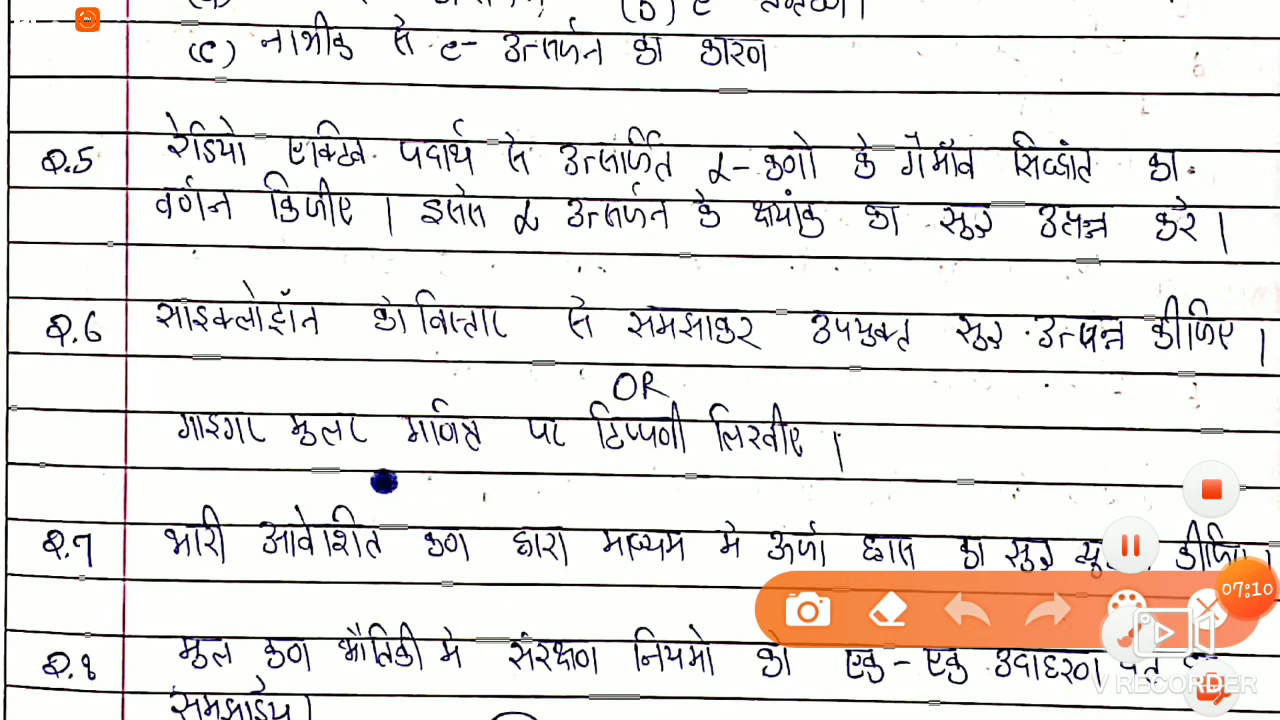 (b) e
(c) नाभीक से e- उत्सर्जन का कारण
Q.5 रेडियो एक्टिव पदार्थ से उत्सर्जित α-कणो के गैमॉव सिद्धांत का
वर्णन किजीए । इससे α उत्सर्जन के क्षयांक का सूत्र उत्पन्न करे ।
Q.6 साइक्लोट्रॉन को विस्तार से समझाकर उपयुक्त सूत्र उत्पन्न कीजिए ।
OR
गाइगर मुलर गणित्र पर टिप्पणी लिखीए ।
Q.7 भारी आवेशित कण द्वारा माध्यम मे ऊर्जा ह्रास का सूत्र कीजिए ।
07:10
Q.8 मुल कण भौतिकी मे संरक्षण नियमो को एक-एक उदाहरण
समझाईये ।
V RECORDER